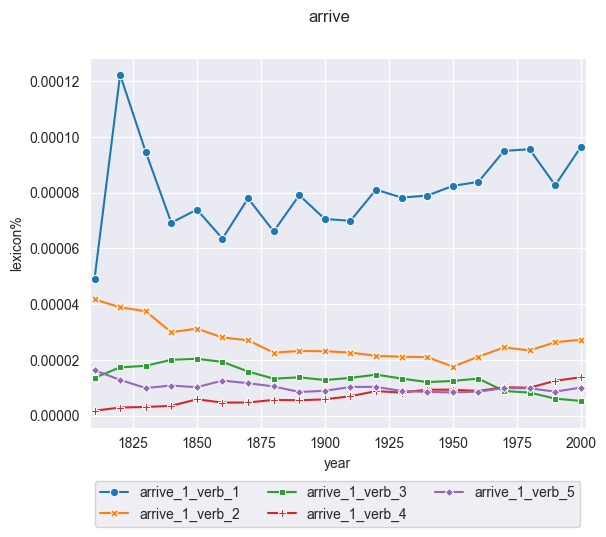 arrive
0.00012
0.00010
0.00008
0.00006
0.00004
0.00002
0.00000
lexicon%
1825 1850 1875 1900 1925 1950 1975 2000
year
arrive_1_verb_1 arrive_1_verb_3 arrive_1_verb_5
arrive_1_verb_2 arrive_1_verb_4